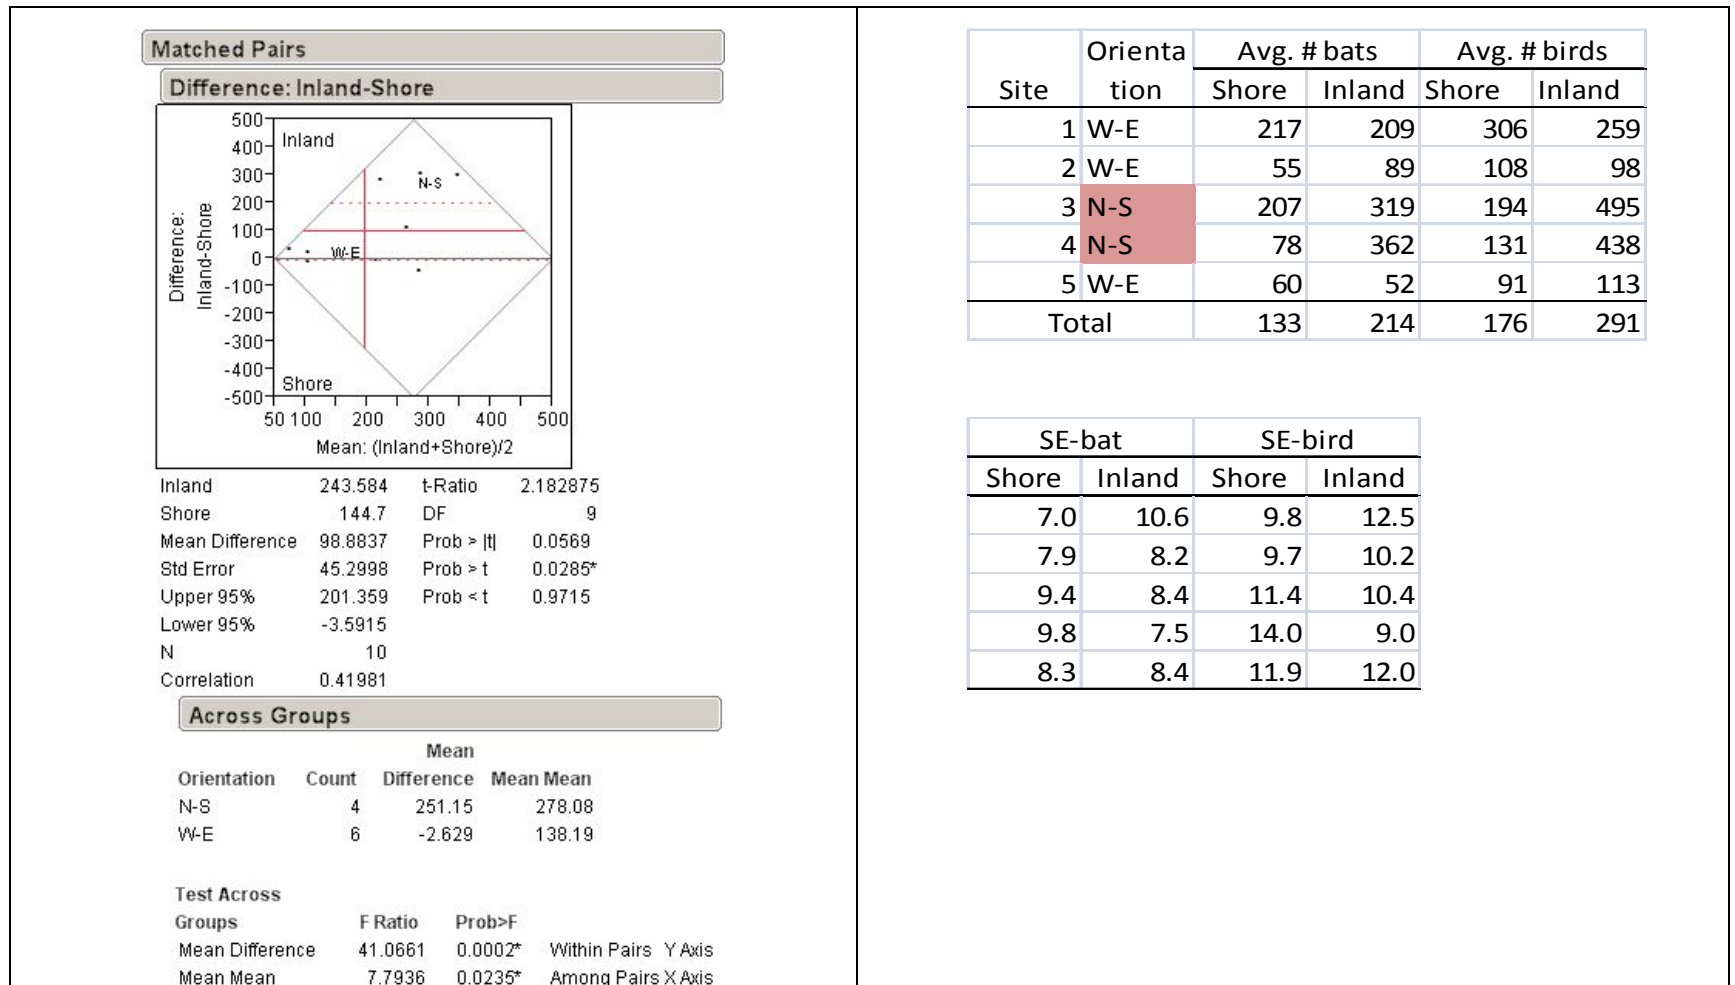 Matched Pairs
Difference: Inland-Shore
Difference:
Inland-Shore
500
400
300
200
100
0
-100
-200
-300
-400
-500
Inland
N-S
W-E
Shore
50 100 200 300 400 500
Mean: (Inland+Shore)/2
Inland 243.584 t-Ratio 2.182875
Shore 144.7 DF 9
Mean Difference 98.8837 Prob > |t| 0.0569
Std Error 45.2998 Prob > t 0.0285*
Upper 95% 201.359 Prob < t 0.9715
Lower 95% -3.5915
N 10
Correlation 0.41981
Across Groups
Mean
Orientation Count Difference Mean Mean
N-S 4 251.15 278.08
W-E 6 -2.629 138.19
Test Across
Groups F Ratio Prob>F
Mean Difference 41.0661 0.0002* Within Pairs Y Axis
Mean Mean 7.7936 0.0235* Among Pairs X Axis
Orienta Avg. # bats Avg. # birds
Site tion Shore Inland Shore Inland
1 W-E 217 209 306 259
2 W-E 55 89 108 98
3 N-S 207 319 194 495
4 N-S 78 362 131 438
5 W-E 60 52 91 113
Total 133 214 176 291
SE-bat SE-bird
Shore Inland Shore Inland
7.0 10.6 9.8 12.5
7.9 8.2 9.7 10.2
9.4 8.4 11.4 10.4
9.8 7.5 14.0 9.0
8.3 8.4 11.9 12.0